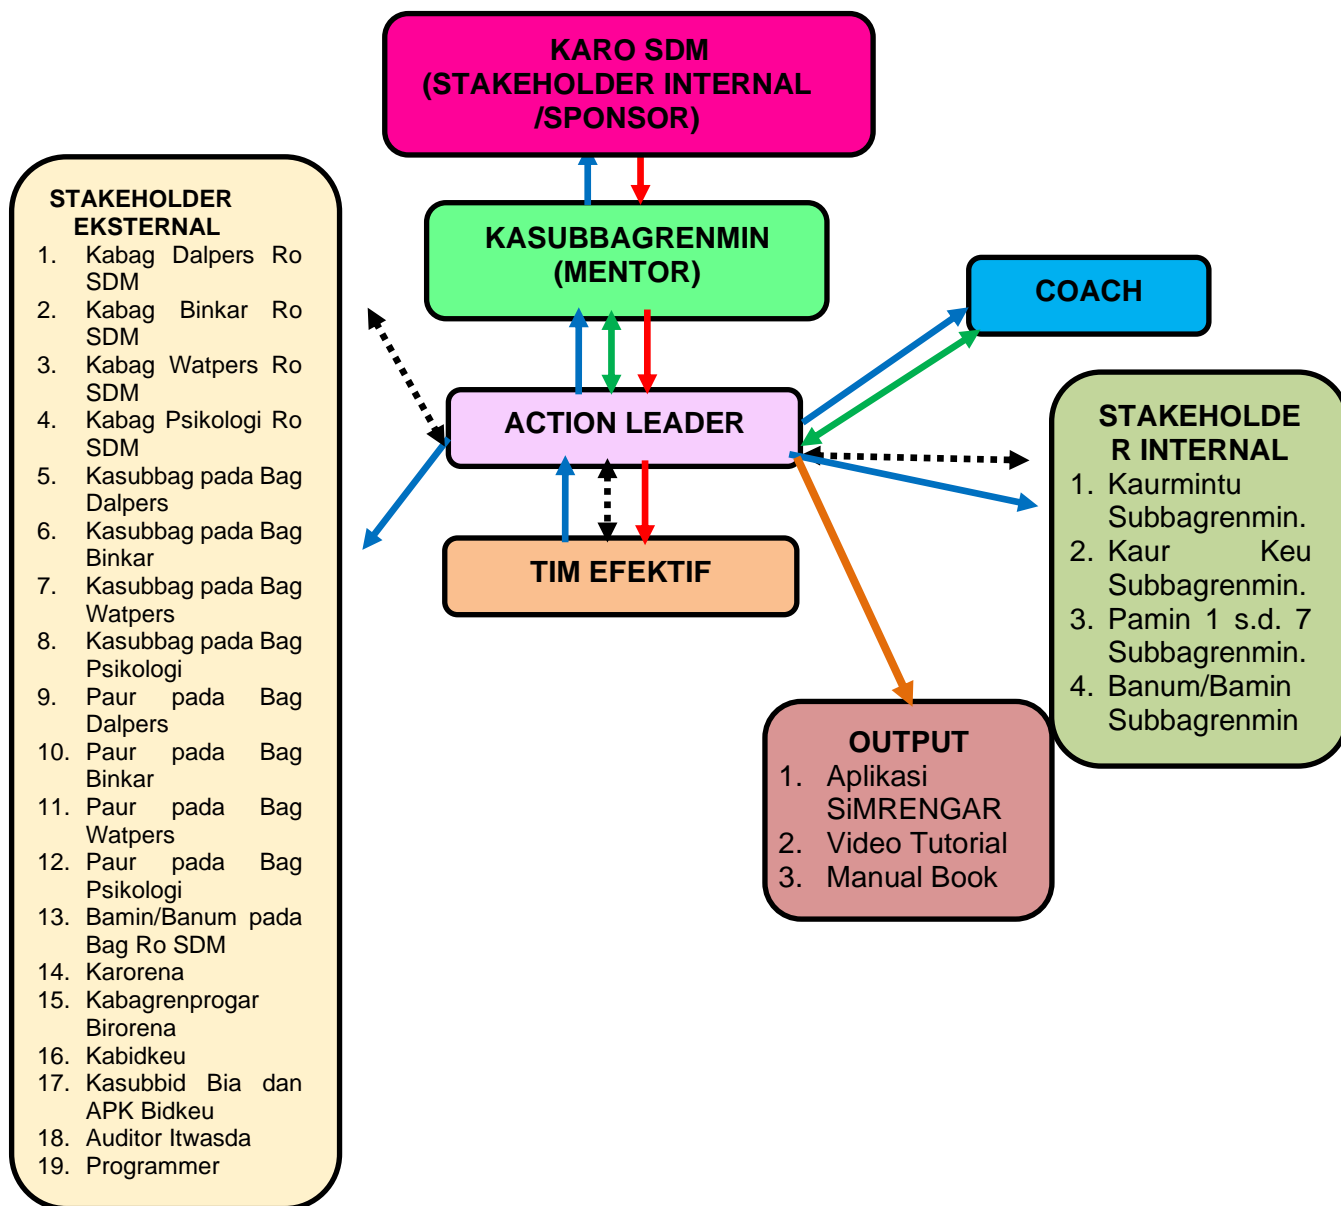 KARO SDM
(STAKEHOLDER INTERNAL
/SPONSOR)
STAKEHOLDER
EKSTERNAL
1. Kabag Dalpers Ro
SDM
2. Kabag Binkar Ro
SDM
3. Kabag Watpers Ro
SDM
4. Kabag Psikologi Ro
SDM
5. Kasubbag pada Bag
Dalpers
6. Kasubbag pada Bag
Binkar
7. Kasubbag pada Bag
Watpers
8. Kasubbag pada Bag
Psikologi
9. Paur pada Bag
Dalpers
10. Paur pada Bag
Binkar
11. Paur pada Bag
Watpers
12. Paur pada Bag
Psikologi
13. Bamin/Banum pada
Bag Ro SDM
14. Karorena
15. Kabagrenprogar
Birorena
16. Kabidkeu
17. Kasubbid Bia dan
APK Bidkeu
18. Auditor Itwasda
19. Programmer
KASUBBAGRENMIN
(MENTOR)
COACH
ACTION LEADER
TIM EFEKTIF
STAKEHOLDE
R INTERNAL
1. Kaurmintu
Subbagrenmin.
2. Kaur Keu
Subbagrenmin.
3. Pamin 1 s.d. 7
Subbagrenmin.
4. Banum/Bamin
Subbagrenmin
OUTPUT
1. Aplikasi
SiMRENGAR
2. Video Tutorial
3. Manual Book